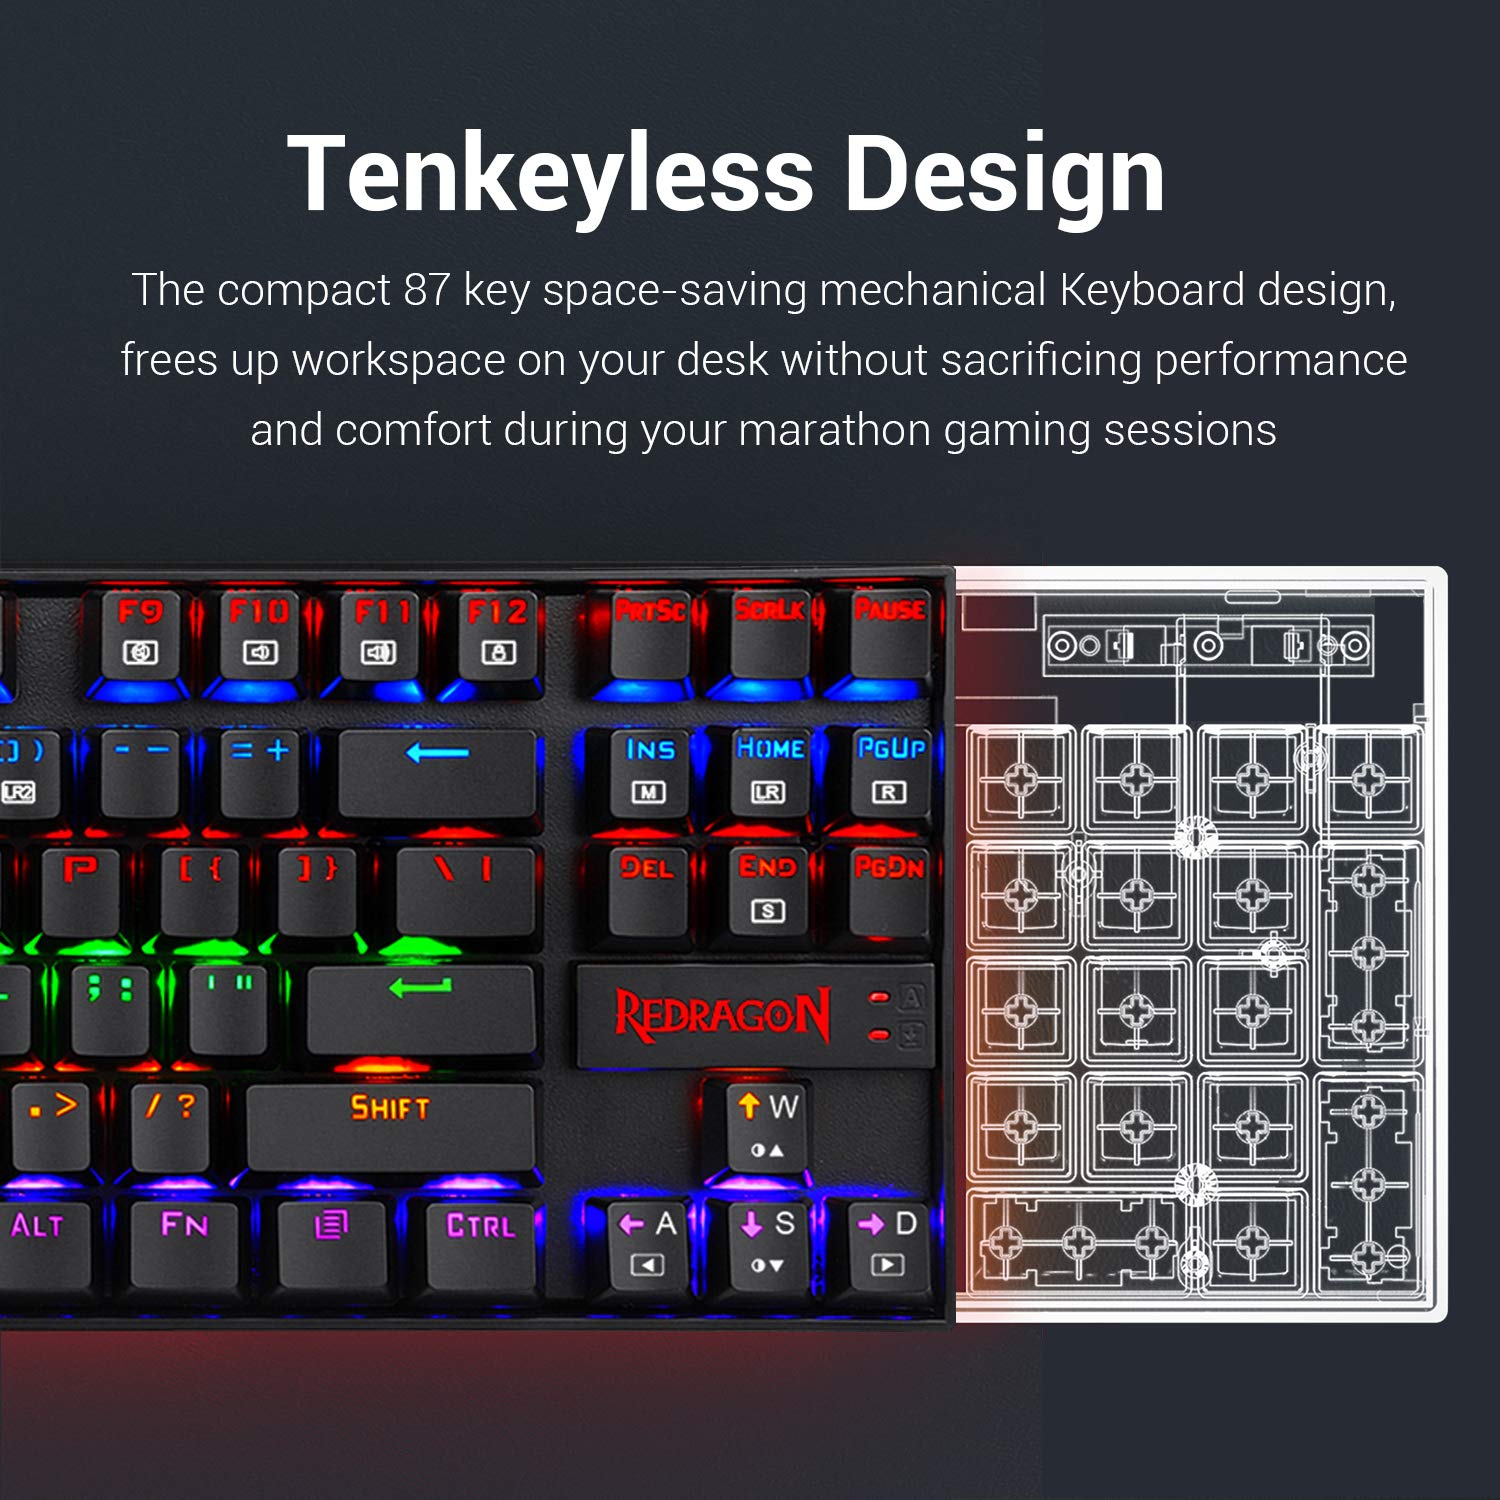 Tenkeyless Design
The compact 87 key space-saving mechanical Keyboard design,
frees up workspace on your desk without sacrificing performance
and comfort during your marathon gaming sessions
F9 F10 F11 F12 PRTSC SCRLK PAUSE
) - – = + ← INS HOME PGUP
LR2 M LR R
P [ { ] } \ | DEL END PGDN
S
; : ' " REDRAGON A
. > / ? SHIFT ↑ W
▲
ALT FN CTRL ← A ↓ S → D
◀ ▼ ▶